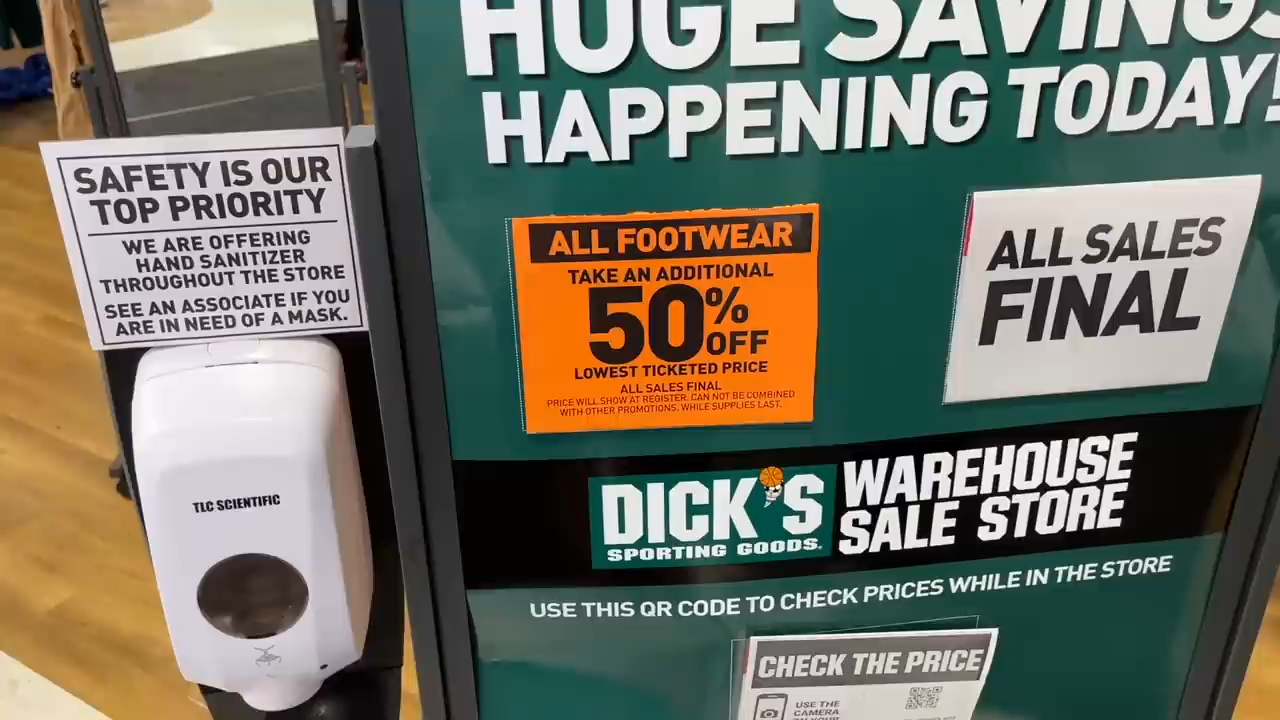 SAFETY IS OUR
TOP PRIORITY
WE ARE OFFERING
HAND SANITIZER
THROUGHOUT THE STORE
SEE AN ASSOCIATE IF YOU
ARE IN NEED OF A MASK.
TLC SCIENTIFIC
HUGE SAVINGS
HAPPENING TODAY!
ALL FOOTWEAR
TAKE AN ADDITIONAL
50% OFF
LOWEST TICKETED PRICE
ALL SALES FINAL
PRICE WILL SHOW AT REGISTER. CAN NOT BE COMBINED
WITH OTHER PROMOTIONS. WHILE SUPPLIES LAST.
ALL SALES
FINAL
DICK'S
SPORTING GOODS.
WAREHOUSE
SALE STORE
USE THIS QR CODE TO CHECK PRICES WHILE IN THE STORE
CHECK THE PRICE
USE THE
CAMERA